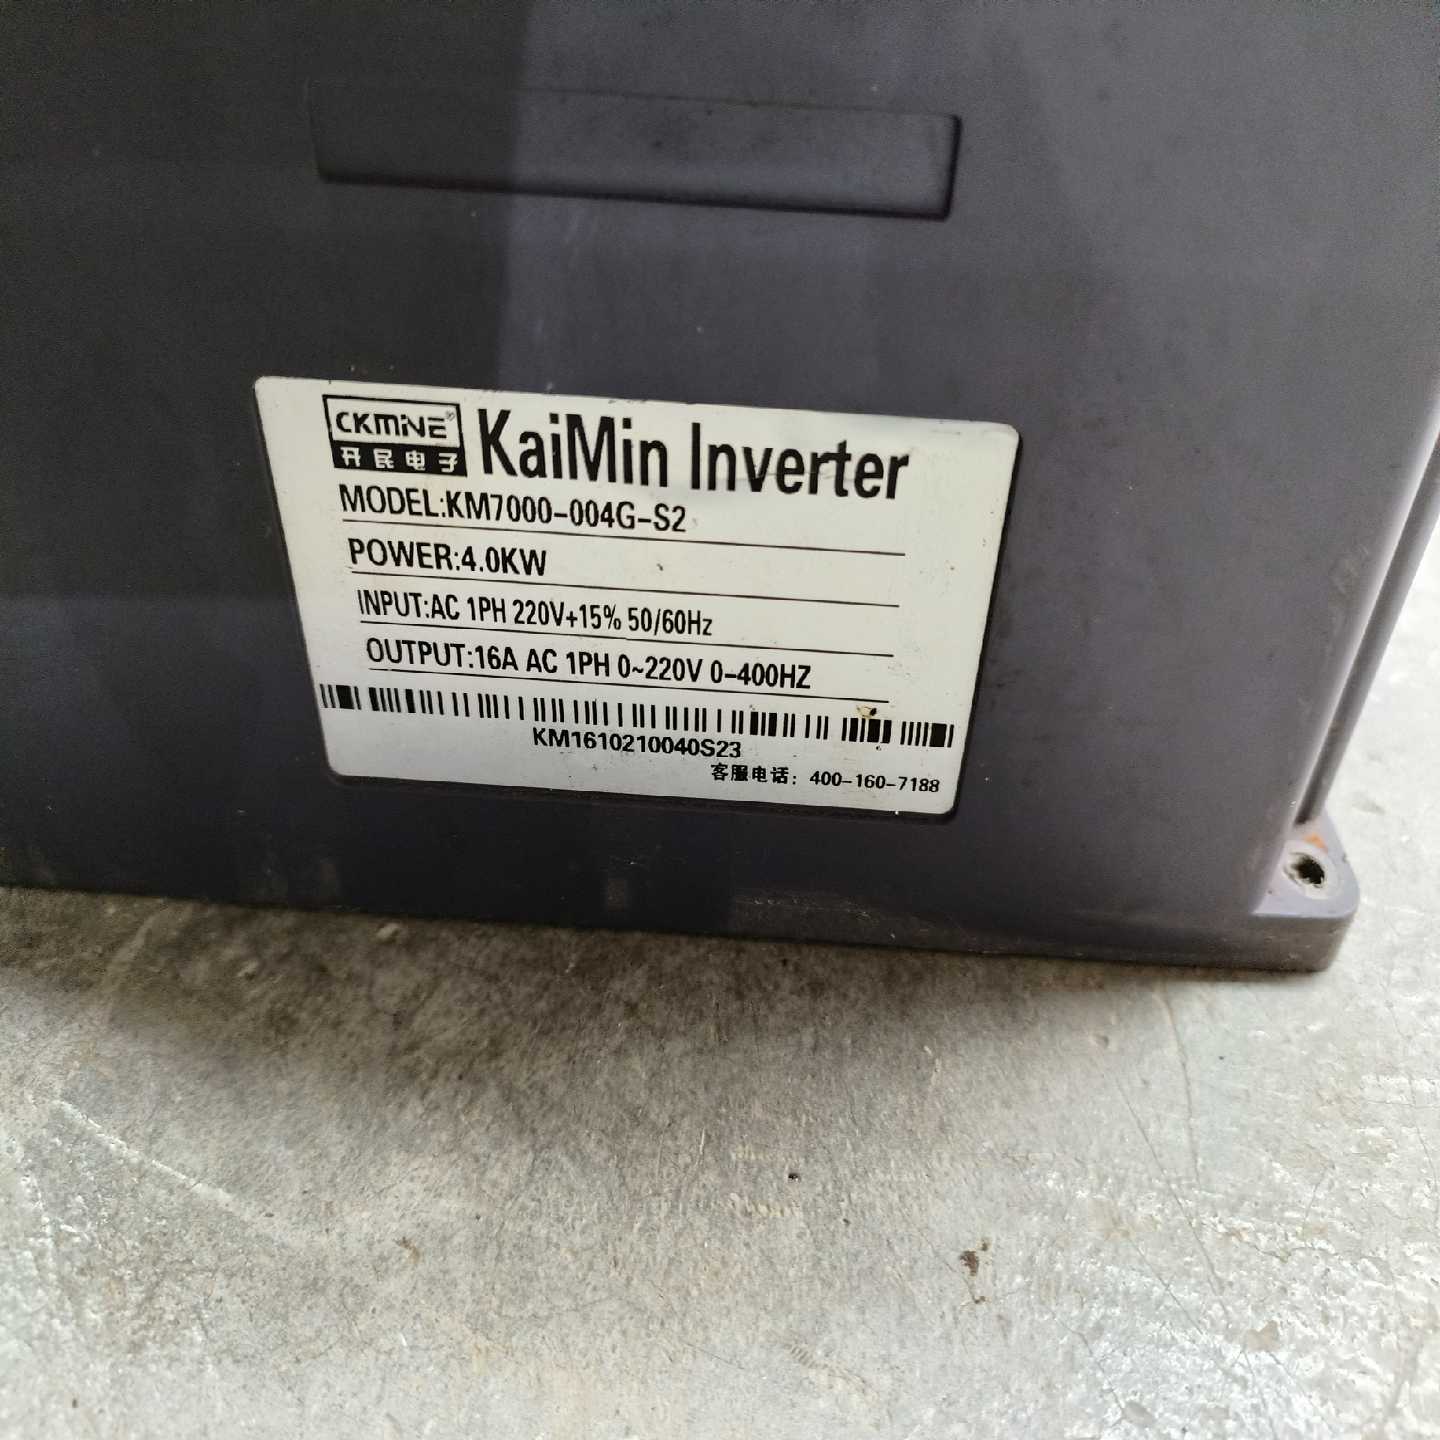 CKMINE®
开民电子
KaiMin Inverter
MODEL:KM7000-004G-S2
POWER:4.0KW
INPUT:AC 1PH 220V+15% 50/60Hz
OUTPUT:16A AC 1PH 0~220V 0-400HZ
KM1610210040S23
客服电话：400-160-7188